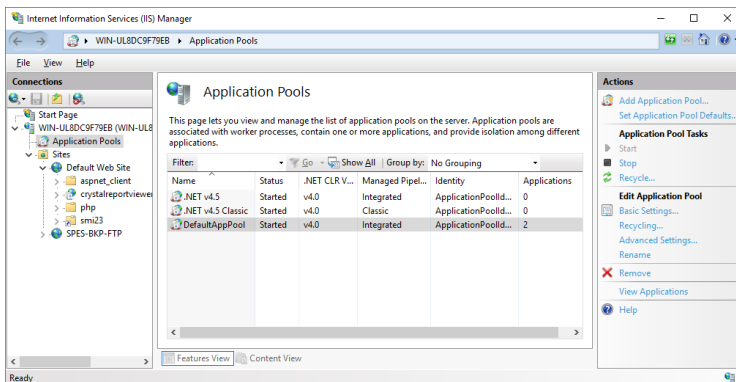 Internet Information Services (IIS) Manager
WIN-UL8DC9F79EB Application Pools
File View Help
Connections
Start Page
WIN-UL8DC9F79EB (WIN-UL8
Application Pools
Sites
Default Web Site
aspnet_client
crystalreportviewer
php
smi23
SPES-BKP-FTP
Application Pools
This page lets you view and manage the list of application pools on the server. Application pools are
associated with worker processes, contain one or more applications, and provide isolation among different
applications.
Filter: Go Show All Group by: No Grouping
Name Status .NET CLR V... Managed Pipel... Identity Applications
.NET v4.5 Started v4.0 Integrated ApplicationPoolId... 0
.NET v4.5 Classic Started v4.0 Classic ApplicationPoolId... 0
DefaultAppPool Started v4.0 Integrated ApplicationPoolId... 2
Features View Content View
Actions
Add Application Pool...
Set Application Pool Defaults...
Application Pool Tasks
Start
Stop
Recycle...
Edit Application Pool
Basic Settings...
Recycling...
Advanced Settings...
Rename
Remove
View Applications
Help
Ready